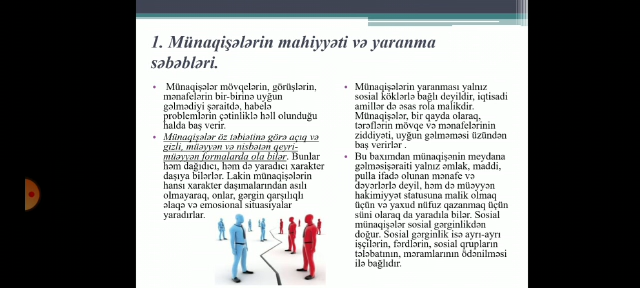 1. Münaqişələrin mahiyyəti və yaranma
səbəbləri.
• Münaqişələr mövqelərin, görüşlərin,
mənafelərin bir-birinə uyğun
gəlmədiyi şəraitdə, habelə
problemlərin çətinliklə həll olunduğu
halda baş verir.
• Münaqişələr öz təbiətinə görə açıq və
gizli, müəyyən və nisbətən qeyri-
müəyyən formalarda ola bilər. Bunlar
həm dağıdıcı, həm də yaradıcı xarakter
daşıya bilərlər. Lakin münaqişələrin
hansı xarakter daşımalarından asılı
olmayaraq, onlar, gərgin qarşılıqlı
əlaqə və emosional situasiyalar
yaradırlar.
• Münaqişələrin yaranması yalnız
sosial köklərlə bağlı deyildir, iqtisadi
amillər də əsas rola malikdir.
Münaqişələr, bir qayda olaraq,
tərəflərin mövqe və mənafelərinin
ziddiyəti, uyğun gəlməməsi üzündən
baş verirlər .
• Bu baxımdan münaqişənin meydana
gəlməsişəraiti yalnız əmlak, maddi,
pulla ifadə olunan mənafe və
dəyərlərlə deyil, həm də müəyyən
hakimiyyət statusuna malik olmaq
üçün və yaxud nüfuz qazanmaq üçün
süni olaraq da yaradıla bilər. Sosial
münaqişələr sosial gərginlikdən
doğur. Sosial gərginlik isə ayrı-ayrı
işçilərin, fərdlərin, sosial qrupların
tələbatının, məramlarının ödənilməsi
ilə bağlıdır.